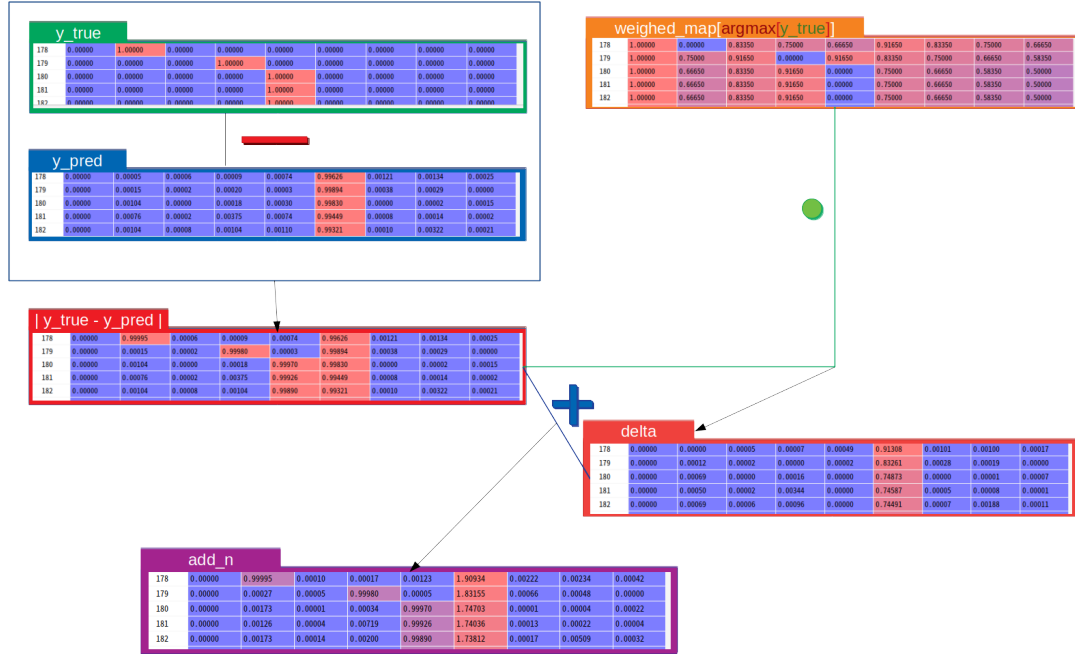 y_true
178 0.00000 1.00000 0.00000 0.00000 0.00000 0.00000 0.00000 0.00000 0.00000
179 0.00000 0.00000 0.00000 1.00000 0.00000 0.00000 0.00000 0.00000 0.00000
180 0.00000 0.00000 0.00000 0.00000 1.00000 0.00000 0.00000 0.00000 0.00000
181 0.00000 0.00000 0.00000 0.00000 1.00000 0.00000 0.00000 0.00000 0.00000
182 0.00000 0.00000 0.00000 0.00000 1.00000 0.00000 0.00000 0.00000 0.00000
weighed_map[argmax[y_true]]
178 1.00000 0.00000 0.83350 0.75000 0.66650 0.91650 0.83350 0.75000 0.66650
179 1.00000 0.75000 0.91650 0.00000 0.91650 0.83350 0.75000 0.66650 0.58350
180 1.00000 0.66650 0.83350 0.91650 0.00000 0.75000 0.66650 0.58350 0.50000
181 1.00000 0.66650 0.83350 0.91650 0.00000 0.75000 0.66650 0.58350 0.50000
182 1.00000 0.66650 0.83350 0.91650 0.00000 0.75000 0.66650 0.58350 0.50000
y_pred
178 0.00000 0.00005 0.00006 0.00009 0.00074 0.99626 0.00121 0.00134 0.00025
179 0.00000 0.00015 0.00002 0.00020 0.00003 0.99894 0.00038 0.00029 0.00000
180 0.00000 0.00104 0.00000 0.00018 0.00030 0.99830 0.00000 0.00002 0.00015
181 0.00000 0.00076 0.00002 0.00375 0.00074 0.99449 0.00008 0.00014 0.00002
182 0.00000 0.00104 0.00008 0.00104 0.00110 0.99321 0.00010 0.00322 0.00021
| y_true - y_pred |
178 0.00000 0.99995 0.00006 0.00009 0.00074 0.99626 0.00121 0.00134 0.00025
179 0.00000 0.00015 0.00002 0.99980 0.00003 0.99894 0.00038 0.00029 0.00000
180 0.00000 0.00104 0.00000 0.00018 0.99970 0.99830 0.00000 0.00002 0.00015
181 0.00000 0.00076 0.00002 0.00375 0.99926 0.99449 0.00008 0.00014 0.00002
182 0.00000 0.00104 0.00008 0.00104 0.99890 0.99321 0.00010 0.00322 0.00021
delta
178 0.00000 0.00000 0.00005 0.00007 0.00049 0.91308 0.00101 0.00100 0.00017
179 0.00000 0.00012 0.00002 0.00000 0.00002 0.83261 0.00028 0.00019 0.00000
180 0.00000 0.00069 0.00000 0.00016 0.00000 0.74873 0.00000 0.00001 0.00007
181 0.00000 0.00050 0.00002 0.00344 0.00000 0.74587 0.00005 0.00008 0.00001
182 0.00000 0.00069 0.00006 0.00096 0.00000 0.74491 0.00007 0.00188 0.00011
add_n
178 0.00000 0.99995 0.00010 0.00017 0.00123 1.90934 0.00222 0.00234 0.00042
179 0.00000 0.00027 0.00005 0.99980 0.00005 1.83155 0.00066 0.00048 0.00000
180 0.00000 0.00173 0.00001 0.00034 0.99970 1.74703 0.00001 0.00004 0.00022
181 0.00000 0.00126 0.00004 0.00719 0.99926 1.74036 0.00013 0.00022 0.00004
182 0.00000 0.00173 0.00014 0.00200 0.99890 1.73812 0.00017 0.00509 0.00032